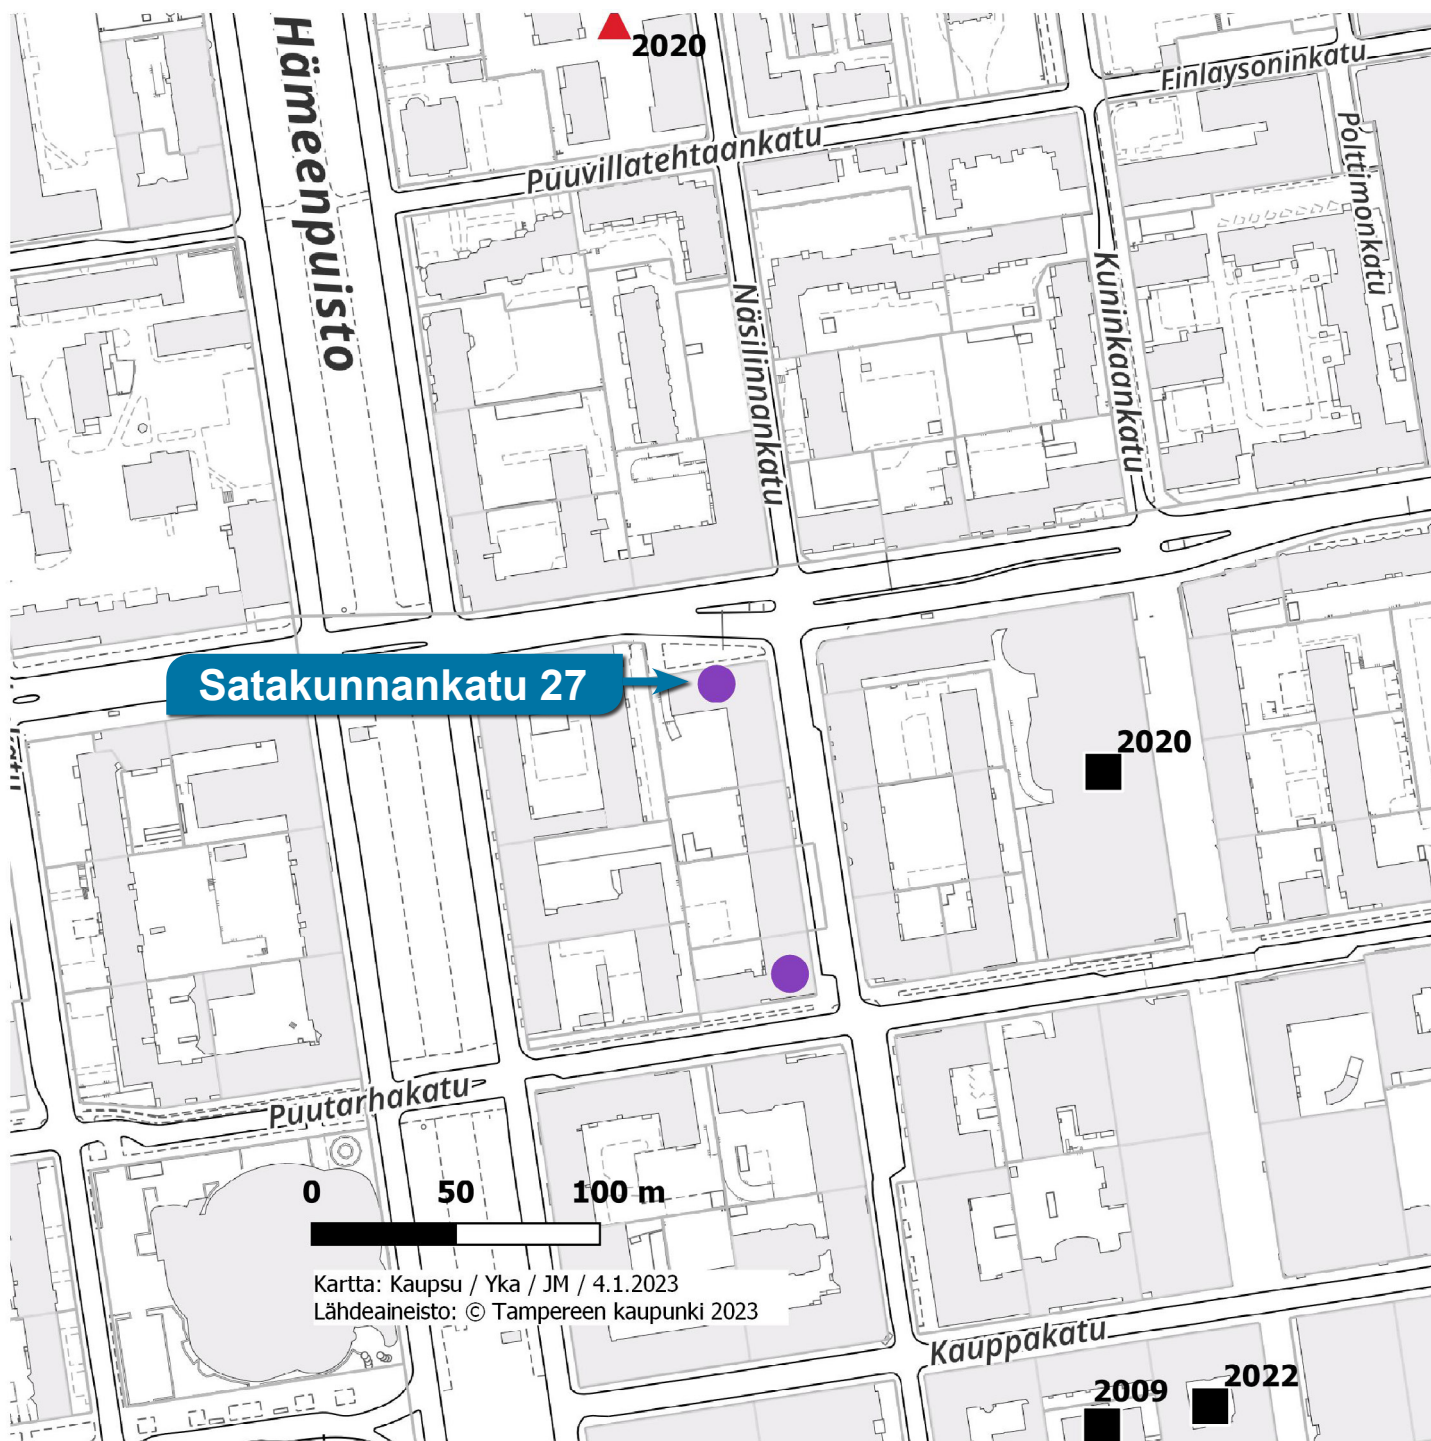 2020
Finlaysoninkatu
Hämeenpuisto
Puuvillatehtaankatu
Polttimonkatu
Näsilinnankatu
Kuninkaankatu
Satakunnankatu 27
2020
Puutarhakatu
0 50 100 m
Kartta: Kaupsu / Yka / JM / 4.1.2023
Lähdeaineisto: © Tampereen kaupunki 2023
Kauppakatu
2009
2022